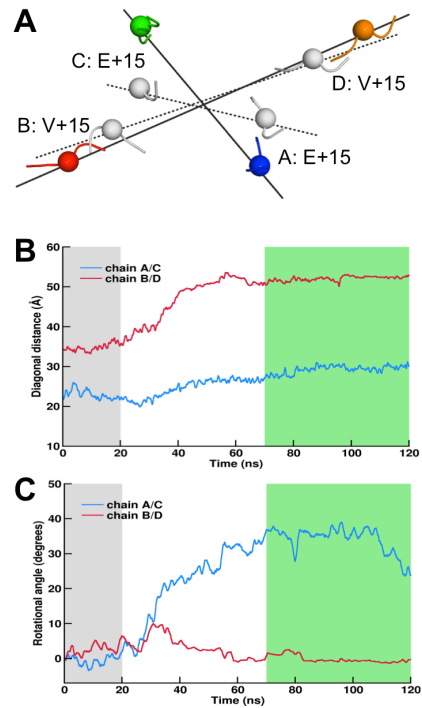 A
C: E+15
D: V+15
B: V+15
A: E+15
B
60
50
40
30
20
10
chain A/C
chain B/D
Diagonal distance (Å)
0 20 40 60 80 100 120
Time (ns)
C
50
40
30
20
10
0
chain A/C
chain B/D
Rotational angle (degrees)
0 20 40 60 80 100 120
Time (ns)